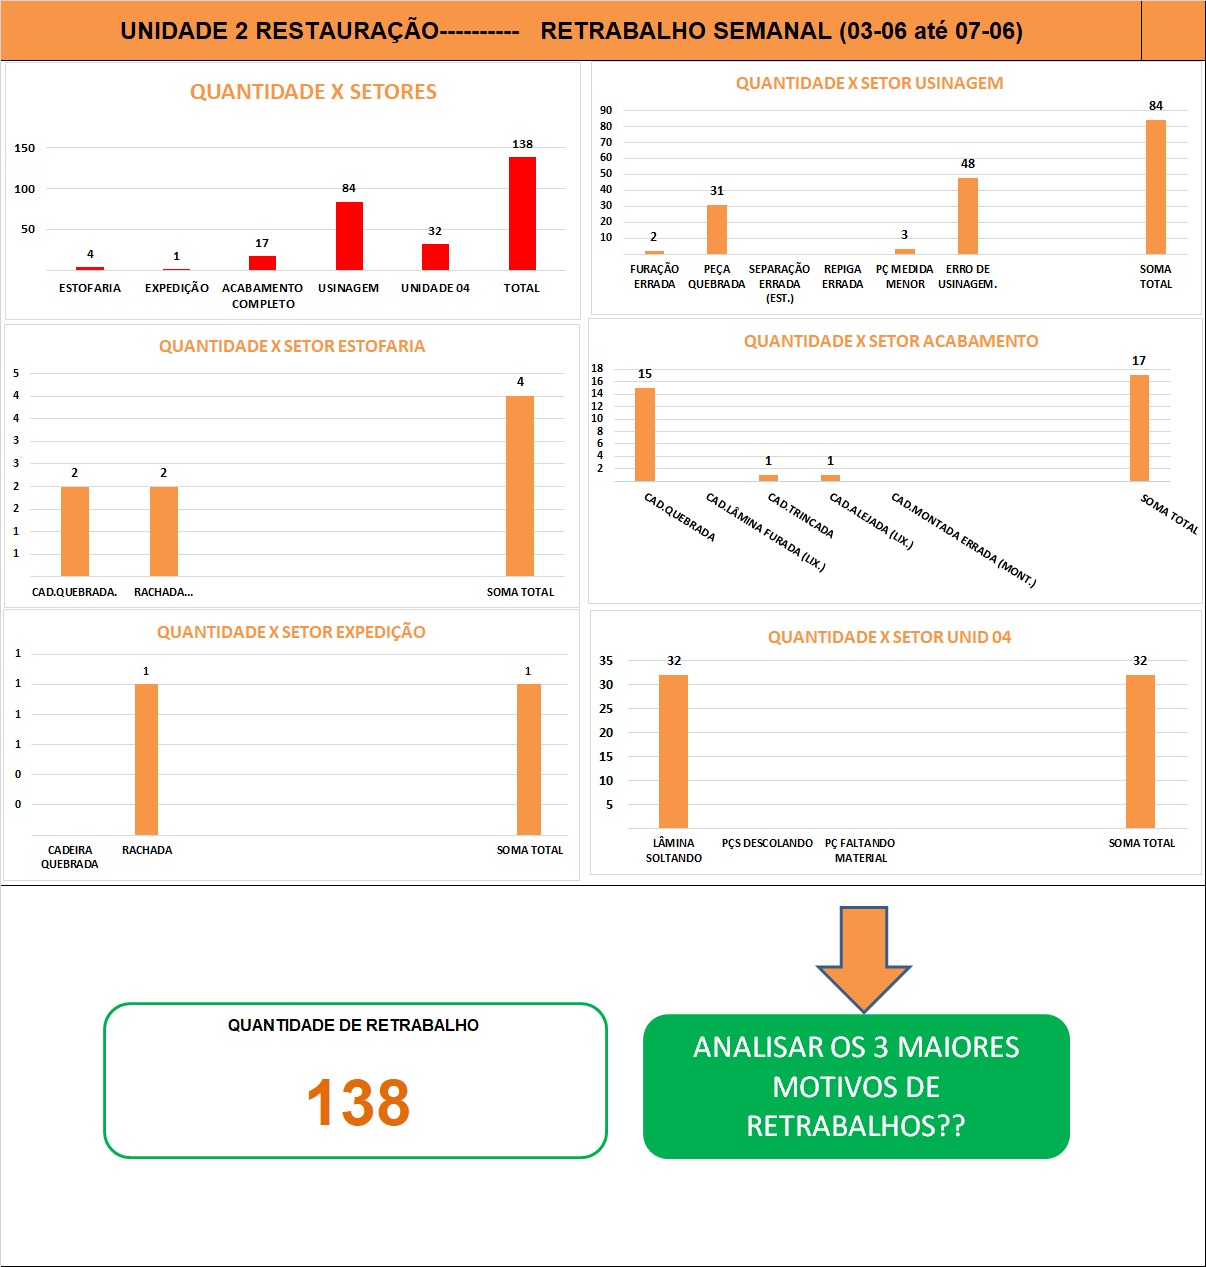 UNIDADE 2 RESTAURAÇÃO---------- RETRABALHO SEMANAL (03-06 até 07-06)
QUANTIDADE X SETORES
150
100
50
4
1
17
84
32
138
ESTOFARIA
EXPEDIÇÃO
ACABAMENTO
COMPLETO
USINAGEM
UNIDADE 04
TOTAL
QUANTIDADE X SETOR USINAGEM
90
80
70
60
50
40
30
20
10
2
31
3
48
84
FURAÇÃO
ERRADA
PEÇA
QUEBRADA
SEPARAÇÃO
ERRADA
(EST.)
REPIGA
ERRADA
PÇ MEDIDA
MENOR
ERRO DE
USINAGEM.
SOMA
TOTAL
QUANTIDADE X SETOR ESTOFARIA
5
4
4
3
3
2
2
1
1
2
2
4
CAD.QUEBRADA.
RACHADA...
SOMA TOTAL
QUANTIDADE X SETOR ACABAMENTO
18
16
14
12
10
8
6
4
2
15
1
1
17
CAD.QUEBRADA
CAD.LÂMINA FURADA (LIX.)
CAD.TRINCADA
CAD.ALEJADA (LIX.)
CAD.MONTADA ERRADA (MONT.)
SOMA TOTAL
QUANTIDADE X SETOR EXPEDIÇÃO
1
1
1
1
0
0
1
1
CADEIRA
QUEBRADA
RACHADA
SOMA TOTAL
QUANTIDADE X SETOR UNID 04
35
30
25
20
15
10
5
32
32
LÂMINA
SOLTANDO
PÇS DESCOLANDO
PÇ FALTANDO
MATERIAL
SOMA TOTAL
QUANTIDADE DE RETRABALHO
138
ANALISAR OS 3 MAIORES
MOTIVOS DE
RETRABALHOS??